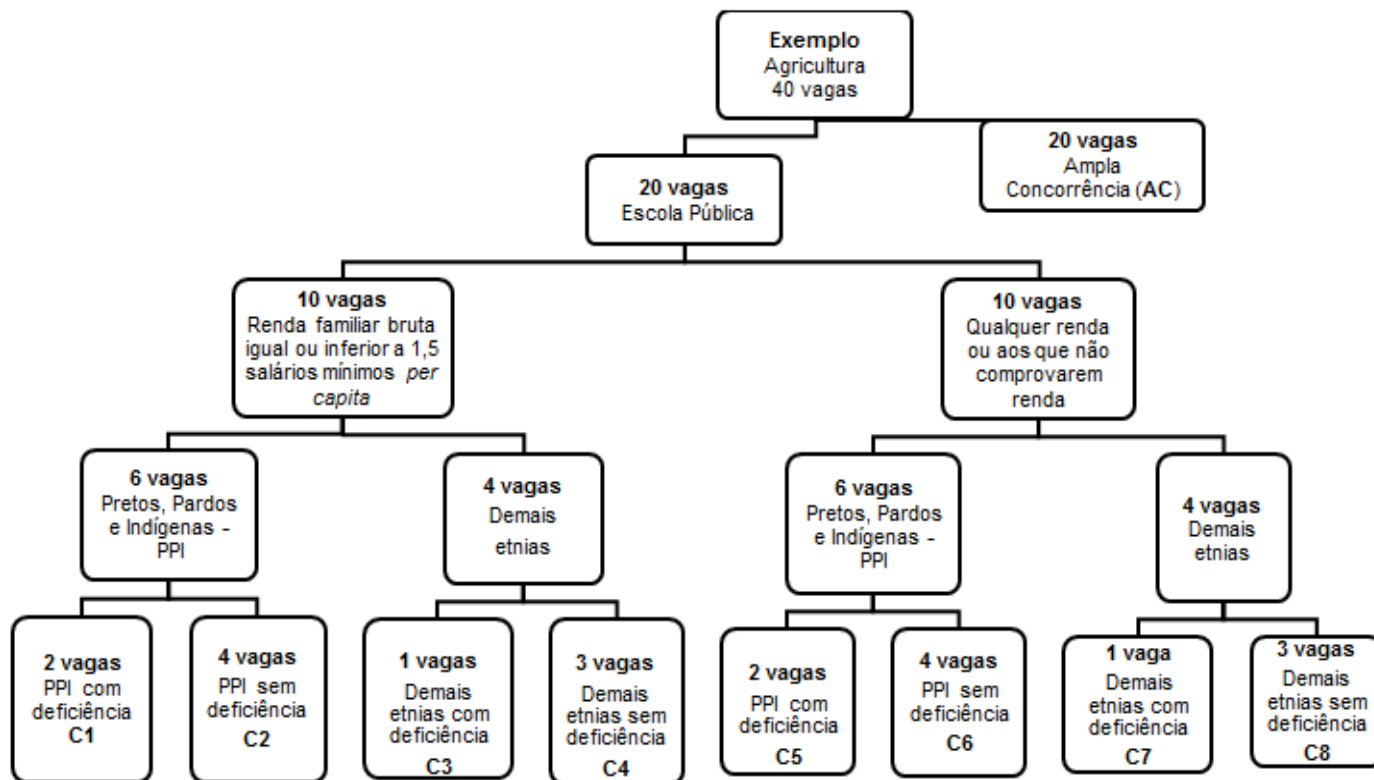 Exemplo
Agricultura
40 vagas
20 vagas
Ampla
Concorrência (AC)
20 vagas
Escola Pública
10 vagas
Renda familiar bruta
igual ou inferior a 1,5
salários mínimos per
capita
10 vagas
Qualquer renda
ou aos que não
comprovarem
renda
6 vagas
Pretos, Pardos
e Indígenas -
PPI
4 vagas
Demais
etnias
6 vagas
Pretos, Pardos
e Indígenas -
PPI
4 vagas
Demais
etnias
2 vagas
PPI com
deficiência
C1
4 vagas
PPI sem
deficiência
C2
1 vagas
Demais
etnias com
deficiência
C3
3 vagas
Demais
etnias sem
deficiência
C4
2 vagas
PPI com
deficiência
C5
4 vagas
PPI sem
deficiência
C6
1 vaga
Demais
etnias com
deficiência
C7
3 vagas
Demais
etnias sem
deficiência
C8